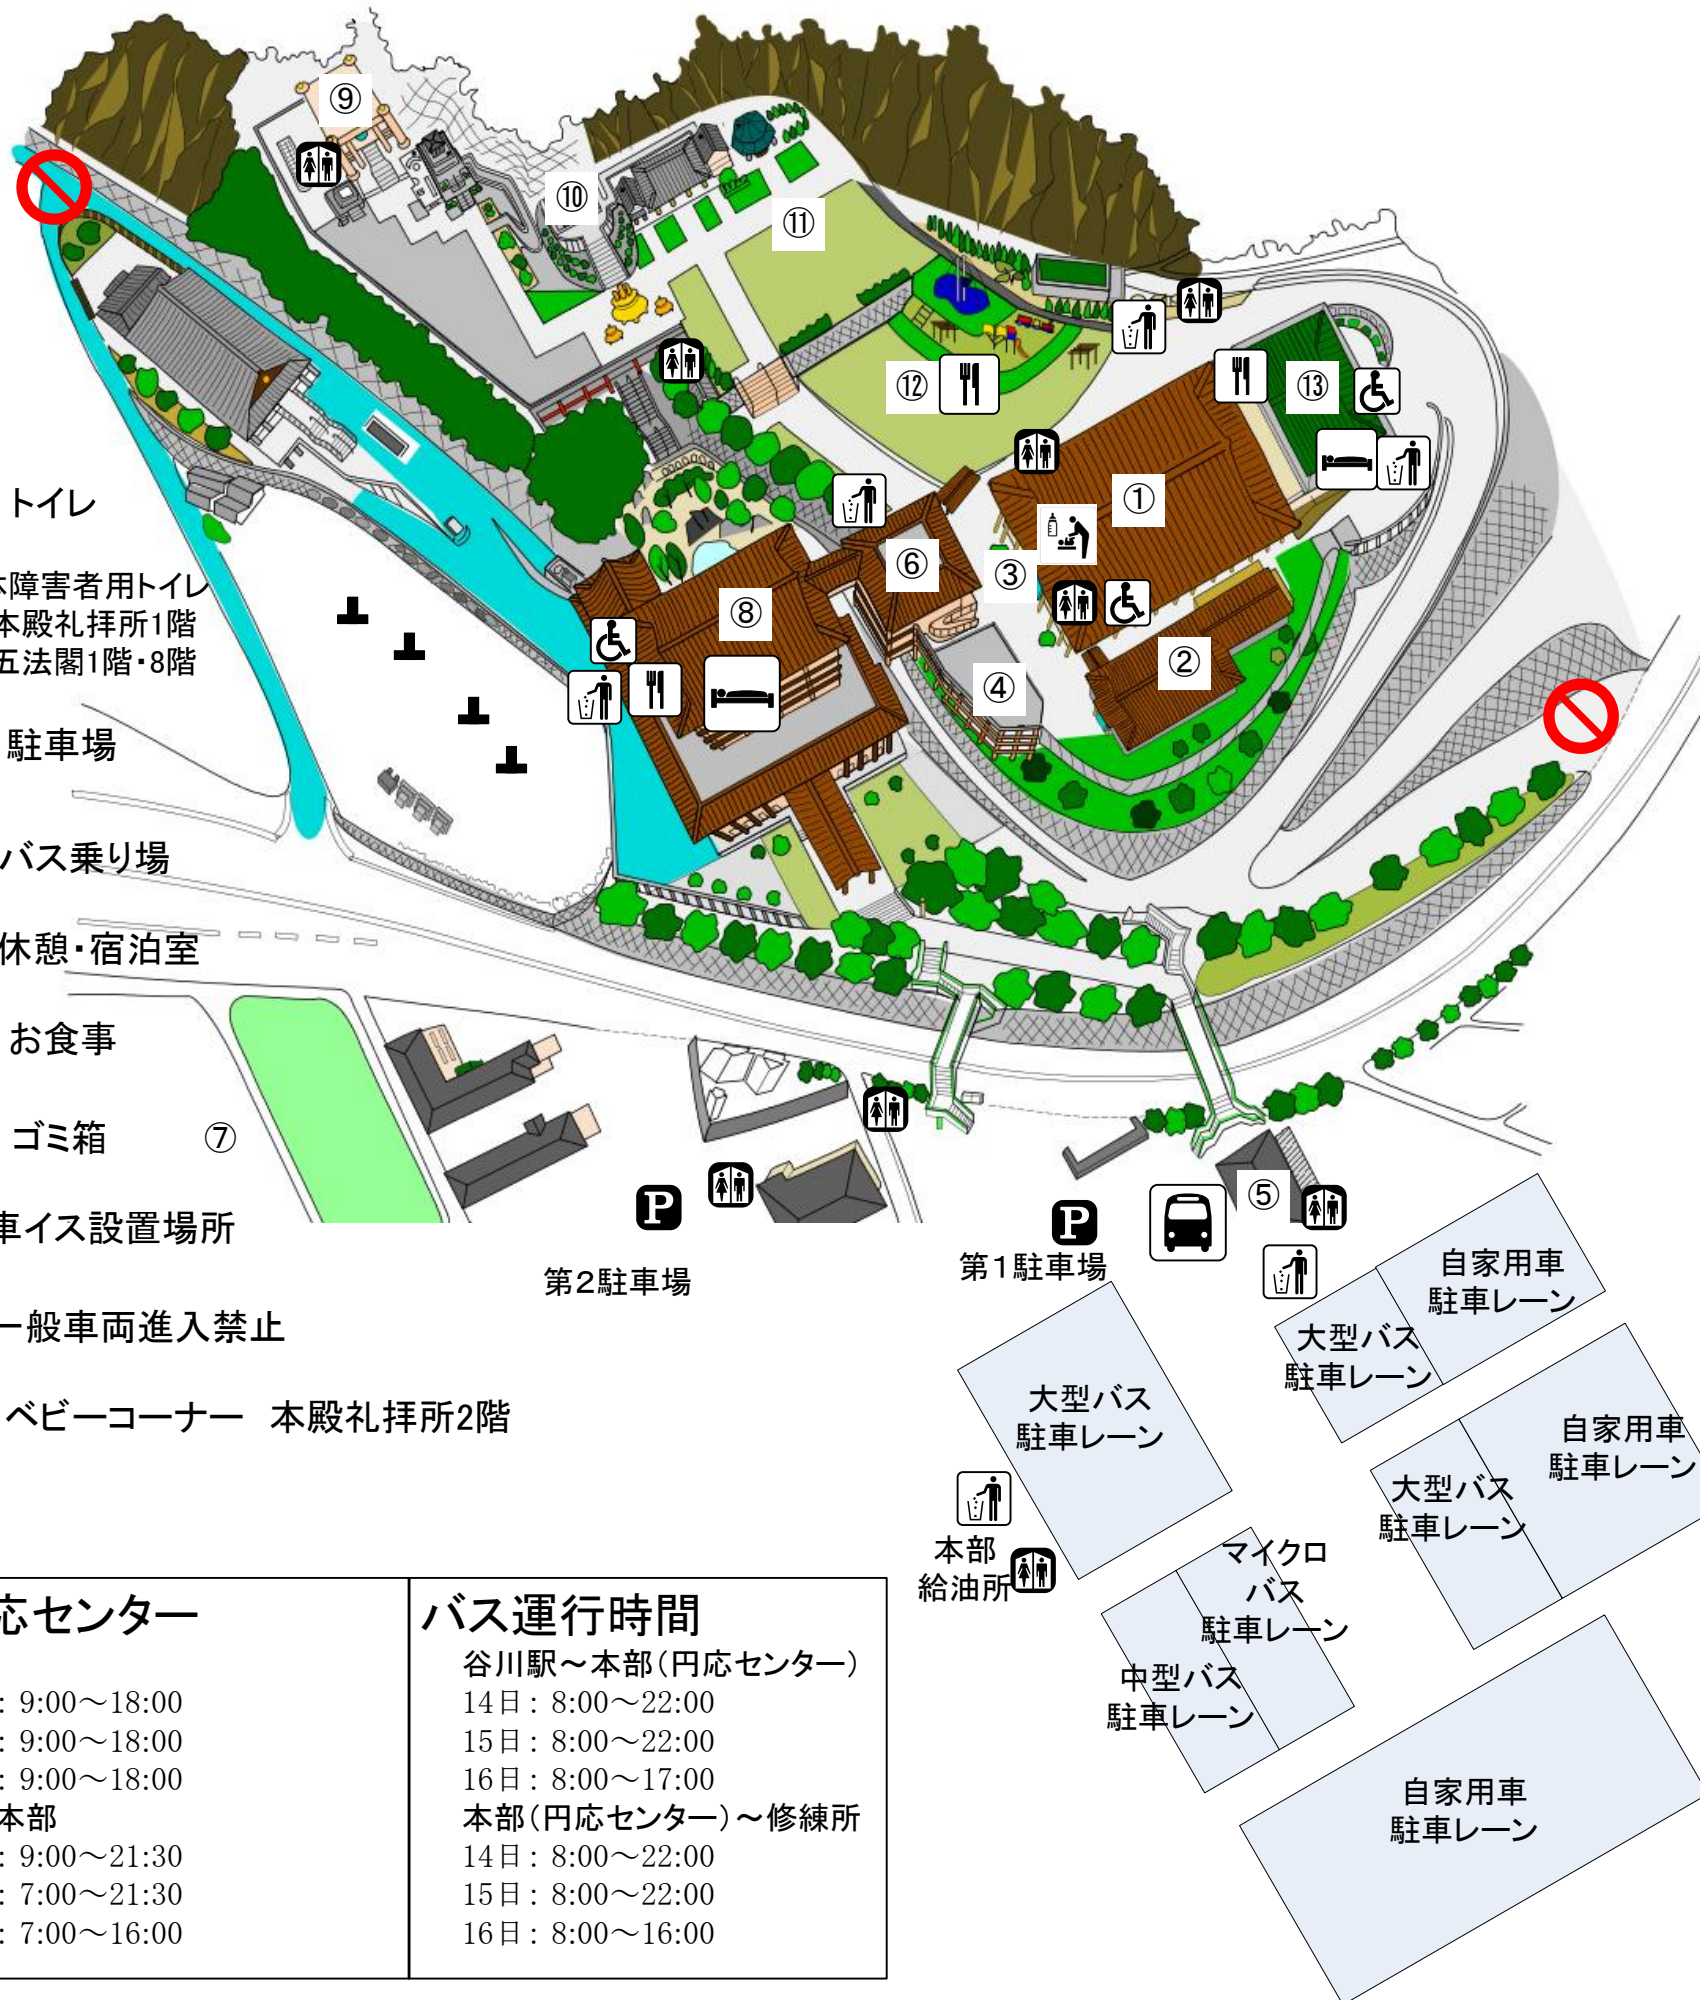 ⑨
⑩
⑪
⑫
⑬
①
⑥
③
⑧
②
④
トイレ
障害者用トイレ
本殿礼拝所1階
五法閣1階・8階
駐車場
バス乗り場
休憩・宿泊室
お食事
ゴミ箱
⑦
車イス設置場所
一般車両進入禁止
ベビーコーナー 本殿礼拝所2階
P
第2駐車場
P
第1駐車場
⑤
自家用車
駐車レーン
大型バス
駐車レーン
大型バス
駐車レーン
自家用車
駐車レーン
大型バス
駐車レーン
本部
給油所
マイクロ
バス
駐車レーン
中型バス
駐車レーン
自家用車
駐車レーン
応センター
: 9:00～18:00
: 9:00～18:00
: 9:00～18:00
本部
: 9:00～21:30
: 7:00～21:30
: 7:00～16:00
バス運行時間
谷川駅～本部(円応センター)
14日: 8:00～22:00
15日: 8:00～22:00
16日: 8:00～17:00
本部(円応センター)～修練所
14日: 8:00～22:00
15日: 8:00～22:00
16日: 8:00～16:00